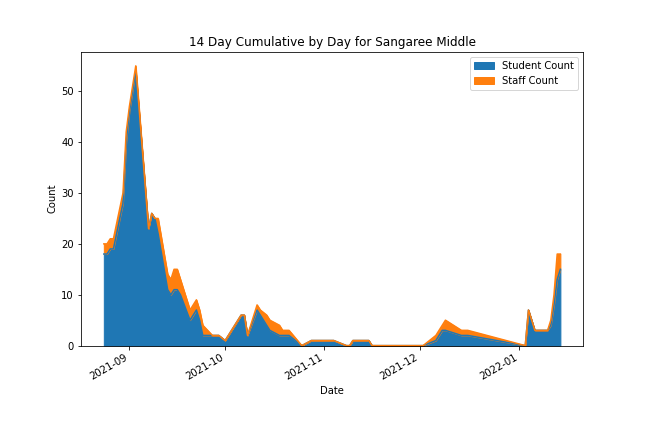 14 Day Cumulative by Day for Sangaree Middle
Student Count
Staff Count
50
40
30
20
10
0
Count
2021-09
2021-10
2021-11
2021-12
2022-01
Date